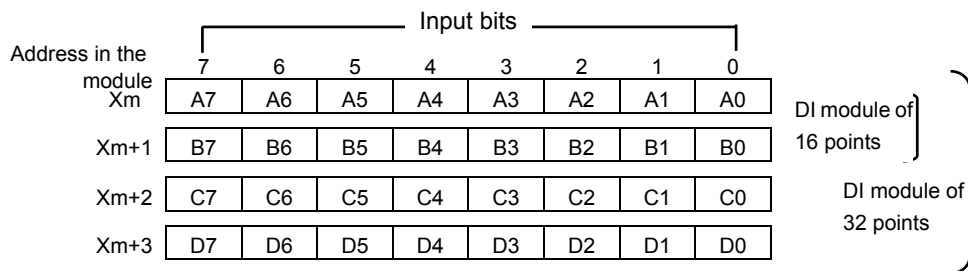 Input bits
Address in the module
7 6 5 4 3 2 1 0
Xm A7 A6 A5 A4 A3 A2 A1 A0
Xm+1 B7 B6 B5 B4 B3 B2 B1 B0
Xm+2 C7 C6 C5 C4 C3 C2 C1 C0
Xm+3 D7 D6 D5 D4 D3 D2 D1 D0
DI module of
16 points
DI module of
32 points